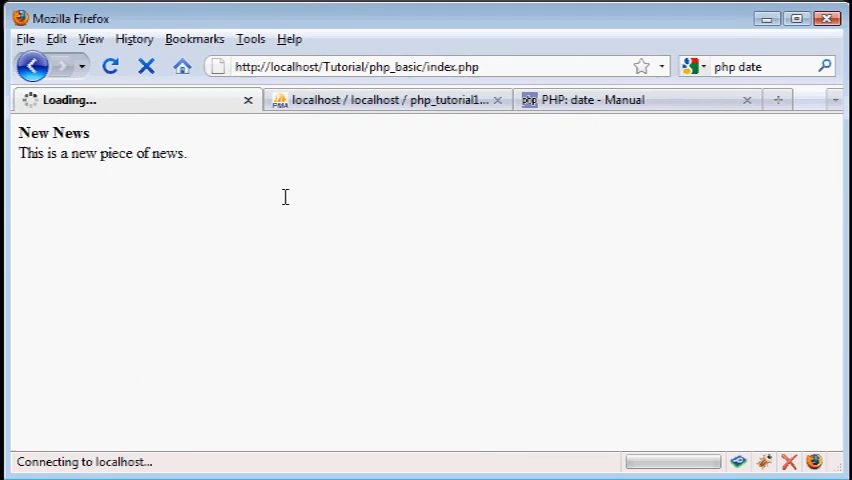 Mozilla Firefox
File Edit View History Bookmarks Tools Help
http://localhost/Tutorial/php_basic/index.php
php date
Loading...
localhost / localhost / php_tutorial1...
php
PHP: date - Manual
New News
This is a new piece of news.
Connecting to localhost...